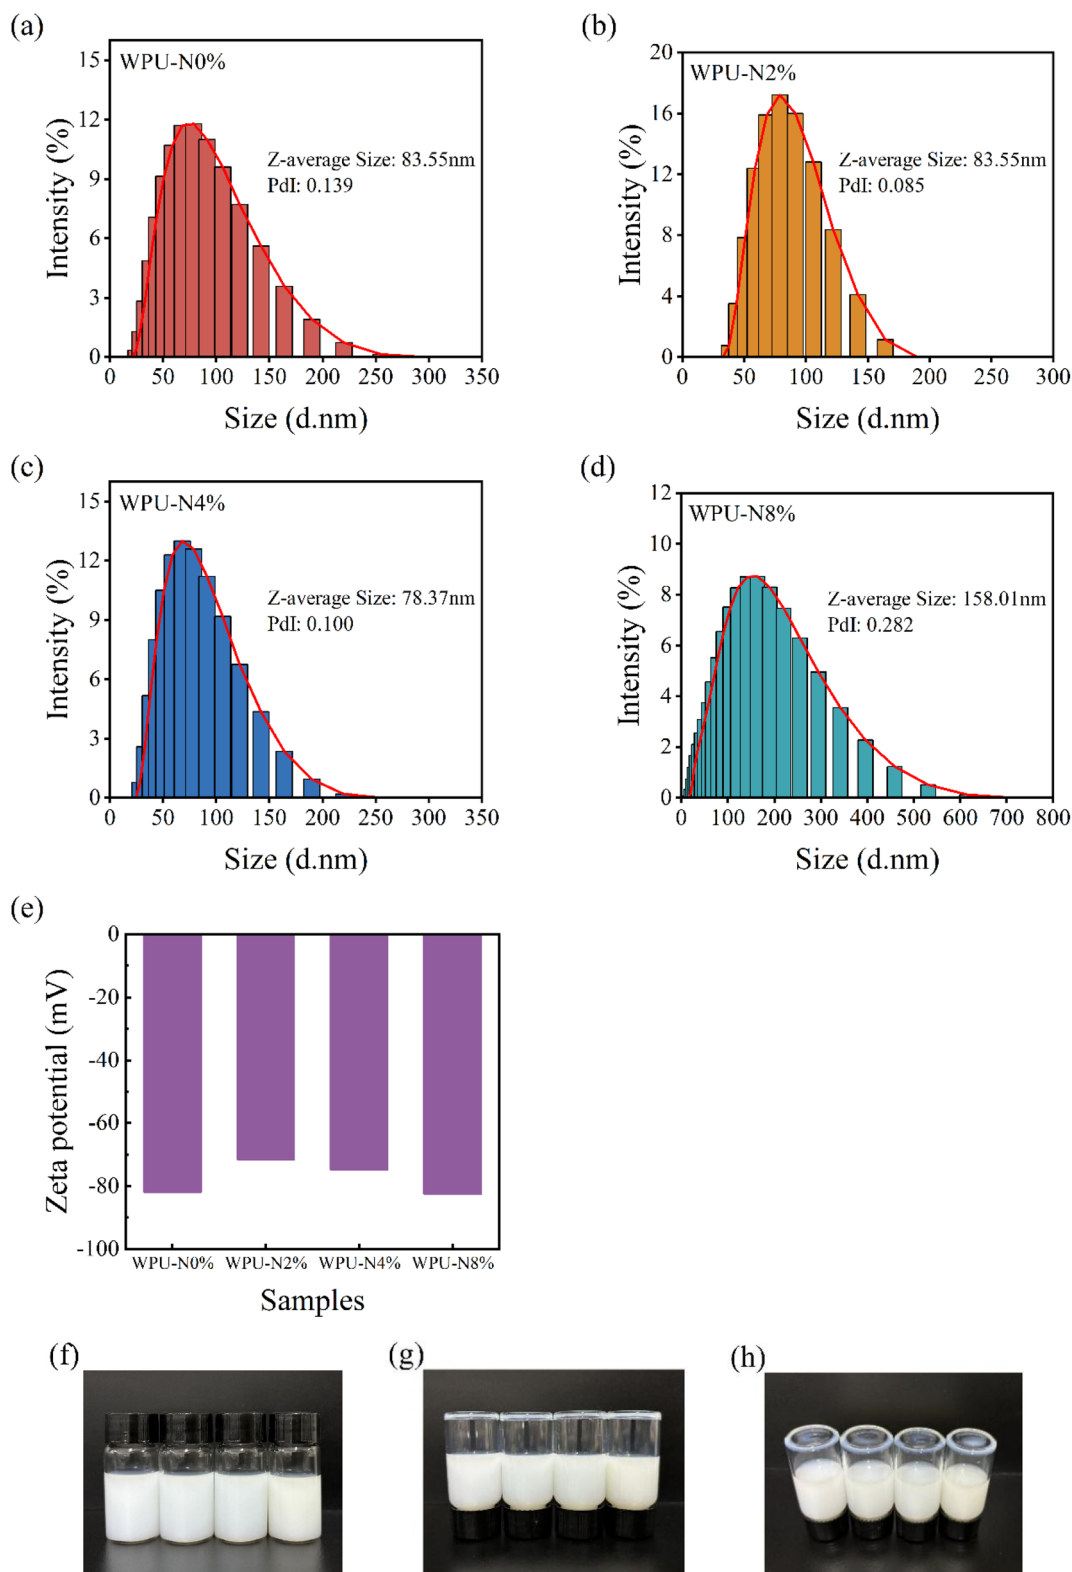 (a)
WPU-N0%
Z-average Size: 83.55nm
PdI: 0.139
Intensity (%)
15
12
9
6
3
0
0 50 100 150 200 250 300 350
Size (d.nm)
(b)
WPU-N2%
Z-average Size: 83.55nm
PdI: 0.085
Intensity (%)
20
16
12
8
4
0
0 50 100 150 200 250 300
Size (d.nm)
(c)
WPU-N4%
Z-average Size: 78.37nm
PdI: 0.100
Intensity (%)
15
12
9
6
3
0
0 50 100 150 200 250 300 350
Size (d.nm)
(d)
WPU-N8%
Z-average Size: 158.01nm
PdI: 0.282
Intensity (%)
12
10
8
6
4
2
0
0 100 200 300 400 500 600 700 800
Size (d.nm)
(e)
Zeta potential (mV)
0
-20
-40
-60
-80
-100
WPU-N0% WPU-N2% WPU-N4% WPU-N8%
Samples
(f)
(g)
(h)